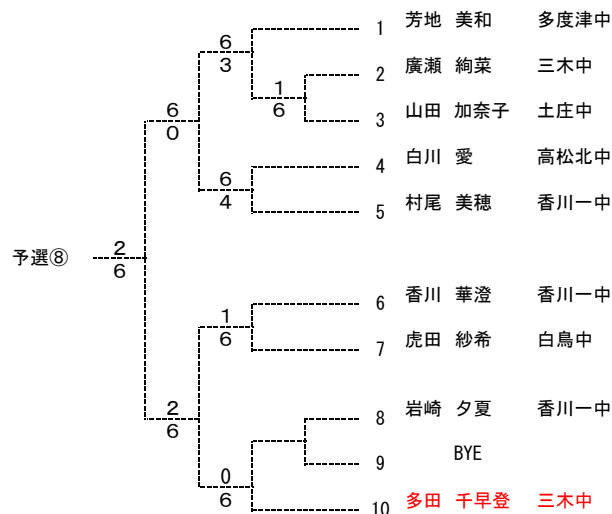 6
3
1 芳地 美和 多度津中
2 廣瀬 絢菜 三木中
1
6
3 山田 加奈子 土庄中
6
0
4 白川 愛 高松北中
6
4
5 村尾 美穂 香川一中
予選⑧
2
6
6 香川 華澄 香川一中
1
6
7 虎田 紗希 白鳥中
2
6
8 岩崎 夕夏 香川一中
9 BYE
0
6
10 多田 千早登 三木中